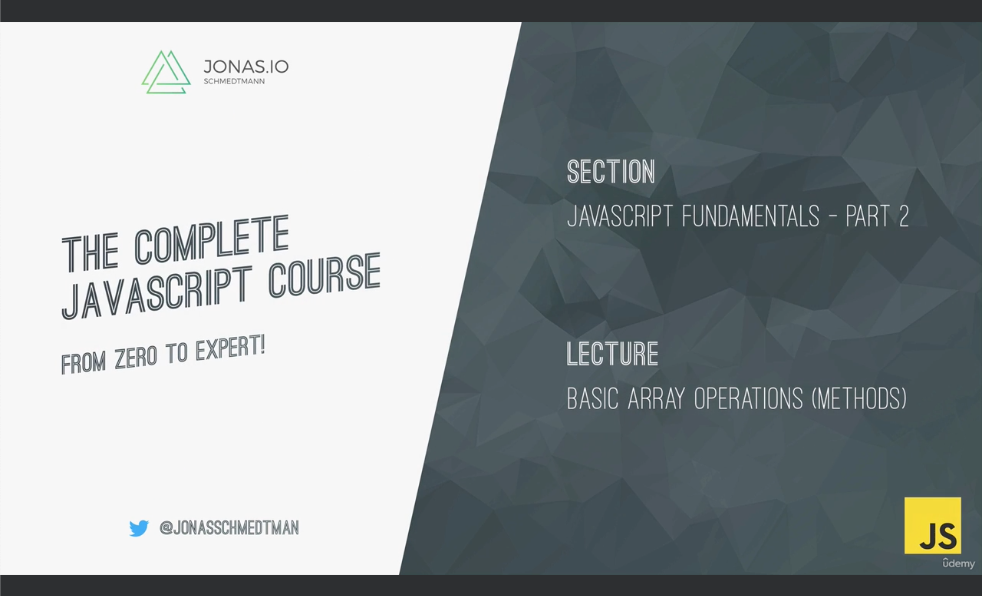 JONAS.IO
SCHMEDTMANN
THE COMPLETE
JAVASCRIPT COURSE
FROM ZERO TO EXPERT!
@JONASSCHMEDTMAN
SECTION
JAVASCRIPT FUNDAMENTALS – PART 2
LECTURE
BASIC ARRAY OPERATIONS (METHODS)
JS
ûdemy